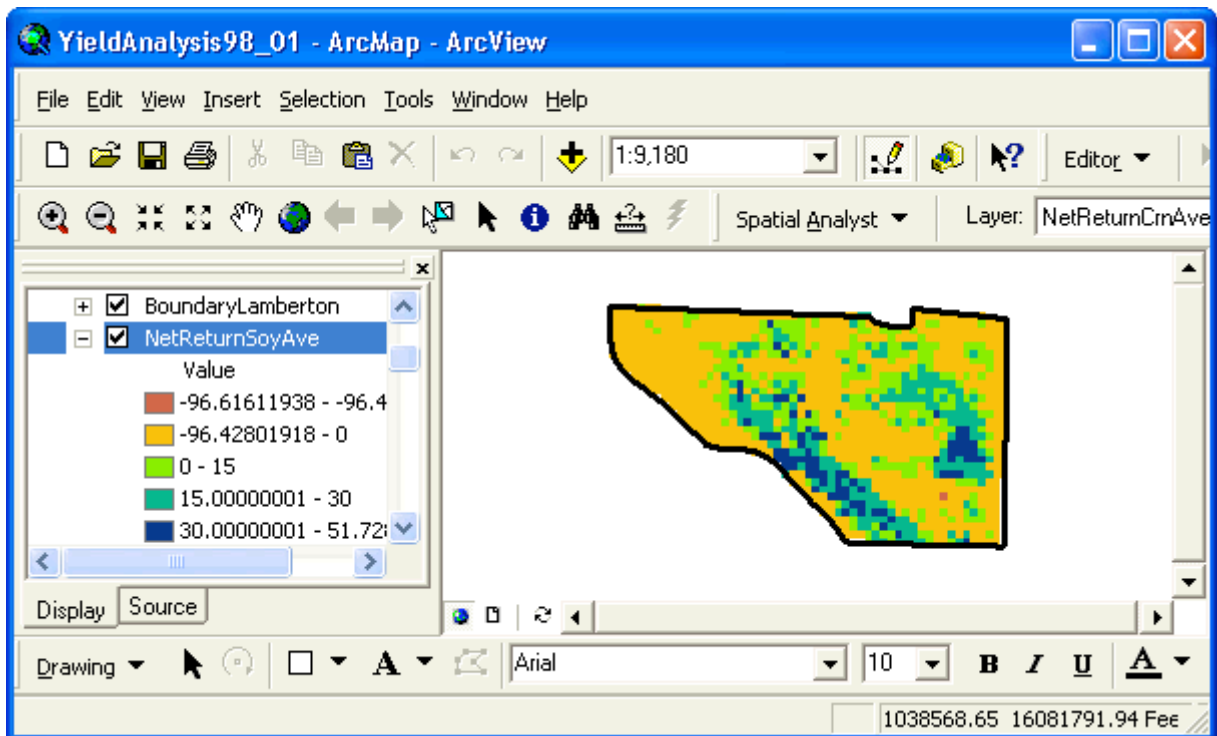 YieldAnalysis98_01 - ArcMap - ArcView
File Edit View Insert Selection Tools Window Help
1:9,180 Editor
Spatial Analyst Layer: NetReturnCrnAve
BoundaryLamberton
NetReturnSoyAve
Value
-96.61611938 - -96.4
-96.42801918 - 0
0 - 15
15.00000001 - 30
30.00000001 - 51.728
Display Source
Drawing A Arial 10 B I U A
1038568.65 16081791.94 Fee